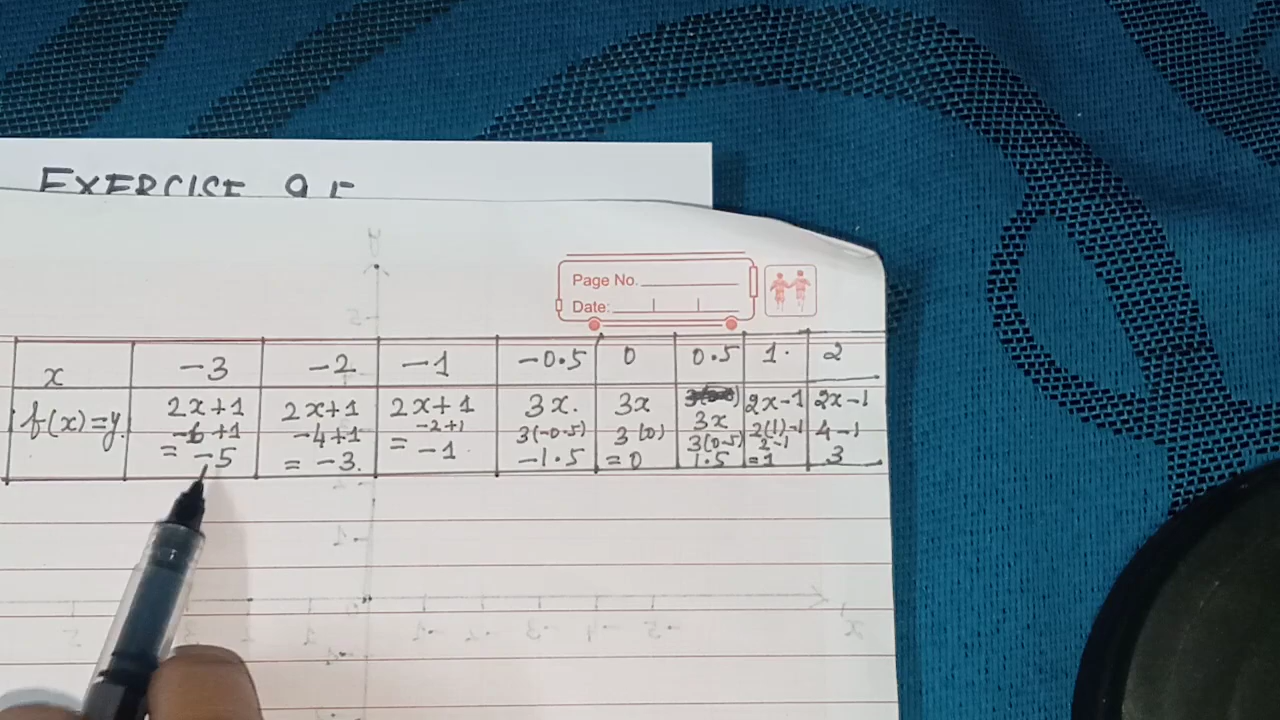 EXERCISE 9.5
Page No.
Date:
x -3 -2 -1 -0.5 0 0.5 1. 2
f(x)=y. 2x+1 2x+1 2x+1 3x. 3x 3x 2x-1 2x-1
-6+1 -4+1 -2+1 3(-0.5) 3(0) 3(0.5) 2(1)-1 4-1
2-1
= -5 = -3. = -1 -1.5 =0 1.5 =1 3